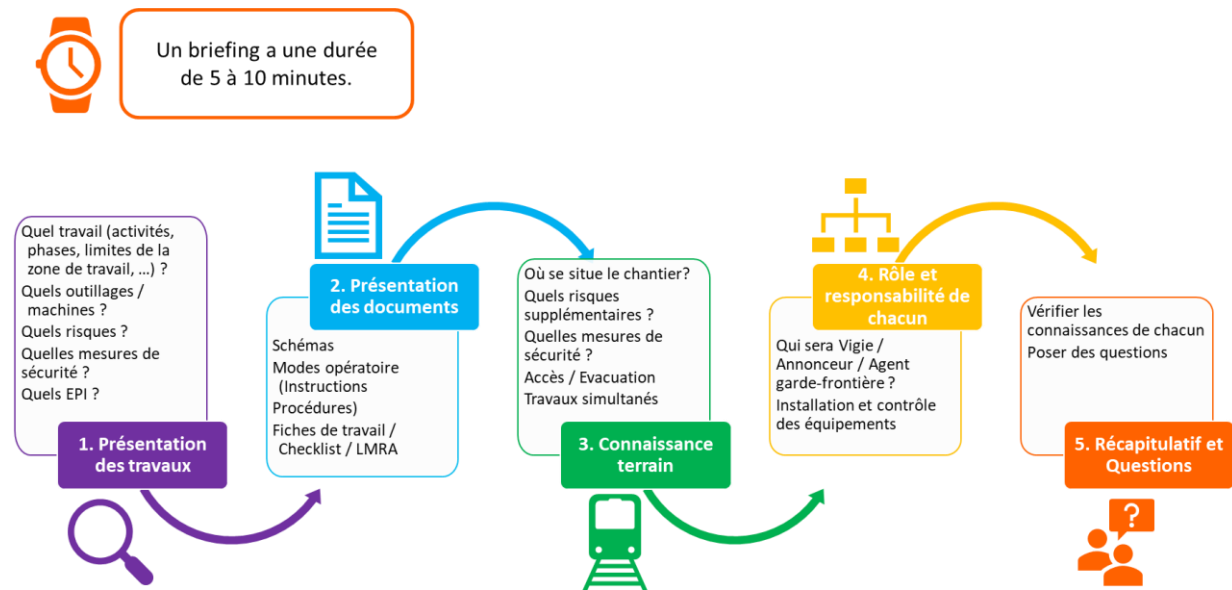 Un briefing a une durée
de 5 à 10 minutes.
Quel travail (activités,
phases, limites de la
zone de travail, ...) ?
Quels outillages /
machines ?
Quels risques ?
Quelles mesures de
sécurité ?
Quels EPI ?
1. Présentation
des travaux
2. Présentation
des documents
Schémas
Modes opératoire
(Instructions
Procédures)
Fiches de travail /
Checklist / LMRA
Où se situe le chantier?
Quels risques
supplémentaires ?
Quelles mesures de
sécurité ?
Accès / Evacuation
Travaux simultanés
3. Connaissance
terrain
4. Rôle et
responsabilité de
chacun
Qui sera Vigie /
Annonceur / Agent
garde-frontière ?
Installation et contrôle
des équipements
Vérifier les
connaissances de chacun
Poser des questions
5. Récapitulatif et
Questions
?